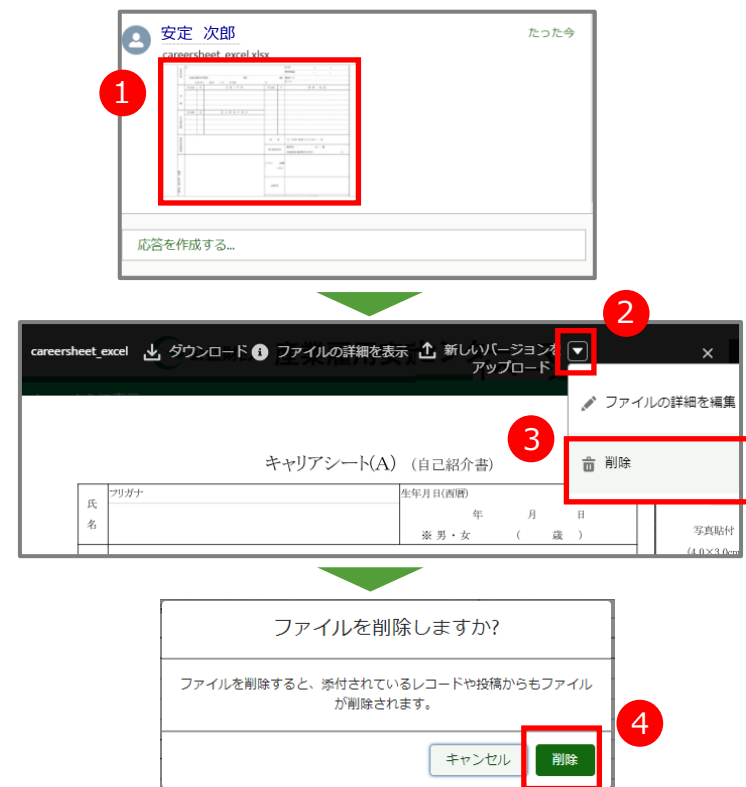 安定 次郎
たった今
careersheet_excel.xlsx
1
応答を作成する...
2
careersheet_excel ダウンロード ファイルの詳細を表示 新しいバージョンを
アップロード
×
ファイルの詳細を編集
3
削除
キャリアシート(A) (自己紹介書)
氏
名
フリガナ
生年月日(西暦)
年 月 日
※ 男・女 ( 歳 )
写真貼付
(4.0×3.0cm
ファイルを削除しますか?
ファイルを削除すると、添付されているレコードや投稿からもファイル
が削除されます。
4
キャンセル
削除